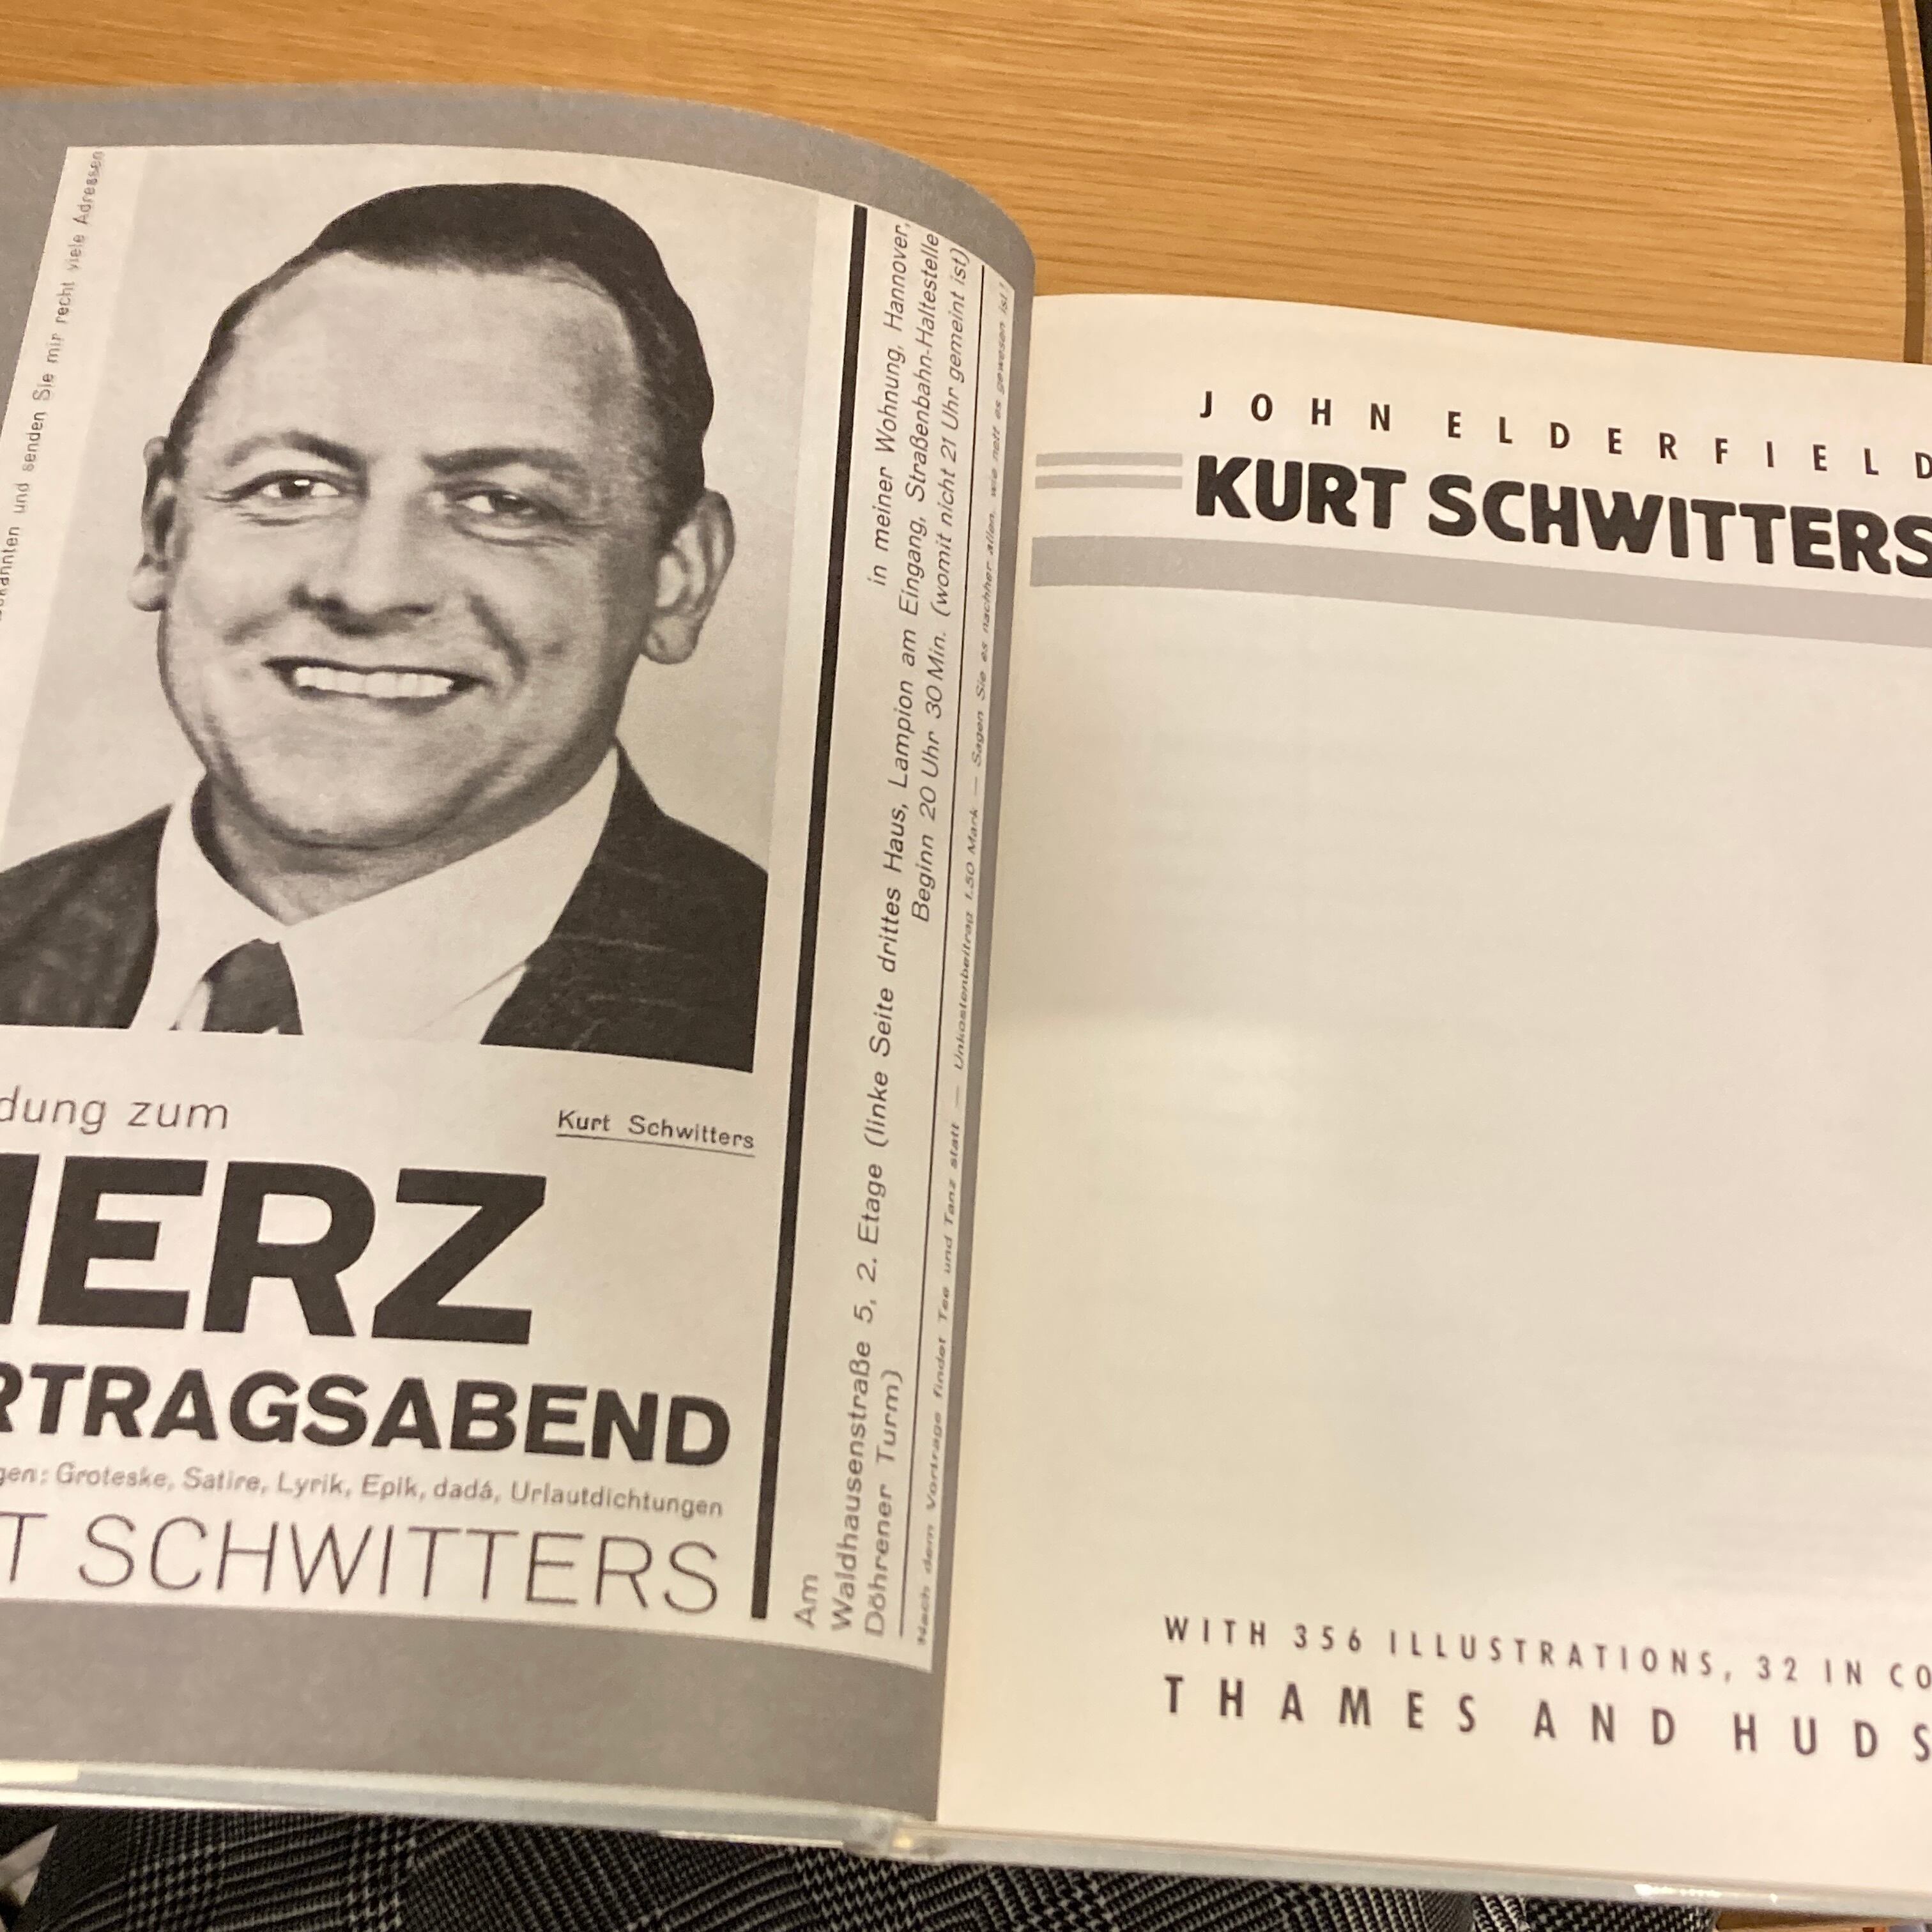 und senden Sie mir recht viele Adressen
dung zum
Kurt Schwitters
ERZ
RTRAGSABEND
gen: Groteske, Satire, Lyrik, Epik, dadá, Urlautdichtungen
T SCHWITTERS
Am
in meiner Wohnung, Hannover,
Waldhausenstraße 5, 2. Etage (linke Seite drittes Haus, Lampion am Eingang, Straßenbahn-Haltestelle
Döhrener Turm)
Beginn 20 Uhr 30 Min. (womit nicht 21 Uhr gemeint ist)
Nach dem Vortrage findet Tee und Tanz statt — Unkostenbeitrag 1.50 Mark — Sagen Sie es nachher allen, wie nett es gewesen ist!
JOHN ELDERFIELD
KURT SCHWITTERS
WITH 356 ILLUSTRATIONS, 32 IN CO
THAMES AND HUDS